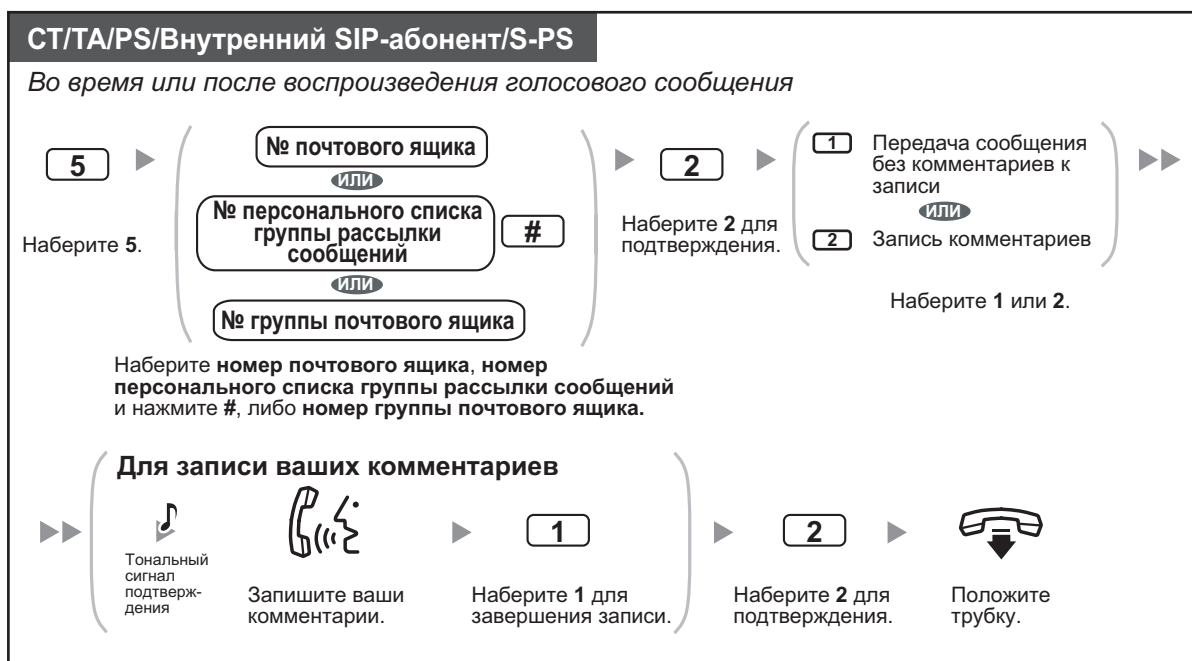 СТ/ТА/PS/Внутренний SIP-абонент/S-PS
Во время или после воспроизведения голосового сообщения
5
Наберите 5.
№ почтового ящика
ИЛИ
№ персонального списка
группы рассылки
сообщений
#
ИЛИ
№ группы почтового ящика
Наберите номер почтового ящика, номер
персонального списка группы рассылки сообщений
и нажмите #, либо номер группы почтового ящика.
2
Наберите 2 для
подтверждения.
1 Передача сообщения
без комментариев к
записи
ИЛИ
2 Запись комментариев
Наберите 1 или 2.
Для записи ваших комментариев
Тональный
сигнал
подтверж-
дения
Запишите ваши
комментарии.
1
Наберите 1 для
завершения записи.
2
Наберите 2 для
подтверждения.
Положите
трубку.